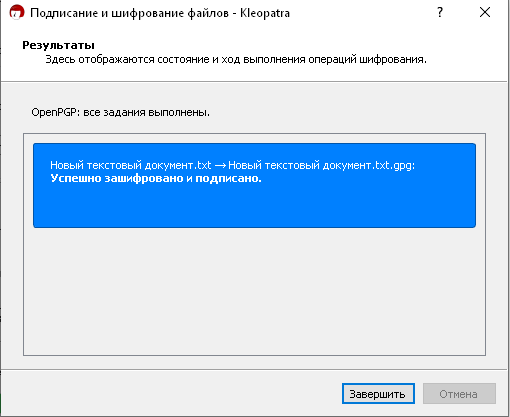 Подписание и шифрование файлов - Kleopatra
?
Результаты
Здесь отображаются состояние и ход выполнения операций шифрования.
OpenPGP: все задания выполнены.
Новый текстовый документ.txt → Новый текстовый документ.txt.gpg:
Успешно зашифровано и подписано.
Завершить
Отмена